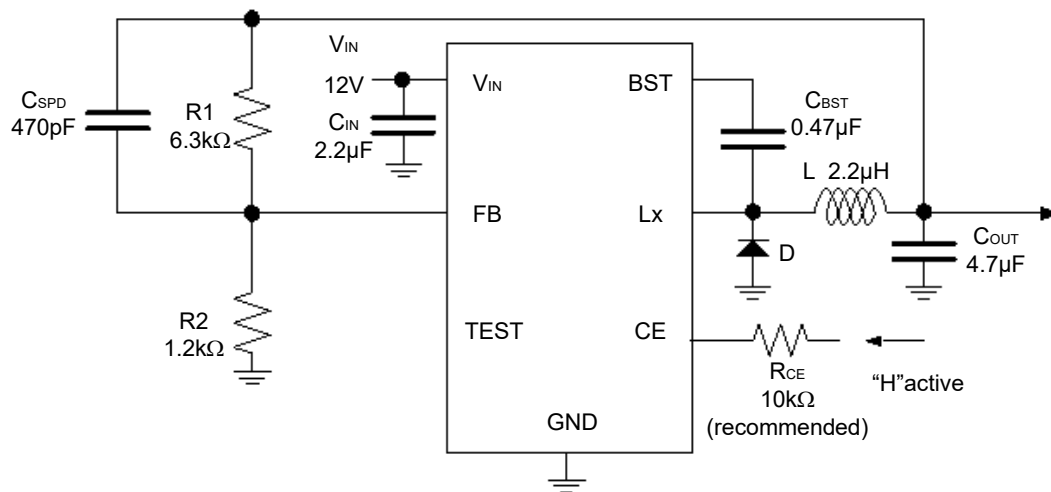 VIN
12V
VIN
BST
CSPD
470pF
R1
6.3kΩ
CIN
2.2µF
CBST
0.47µF
L 2.2µH
FB
Lx
D
COUT
4.7µF
R2
1.2kΩ
TEST
CE
RCE
10kΩ
(recommended)
“H”active
GND